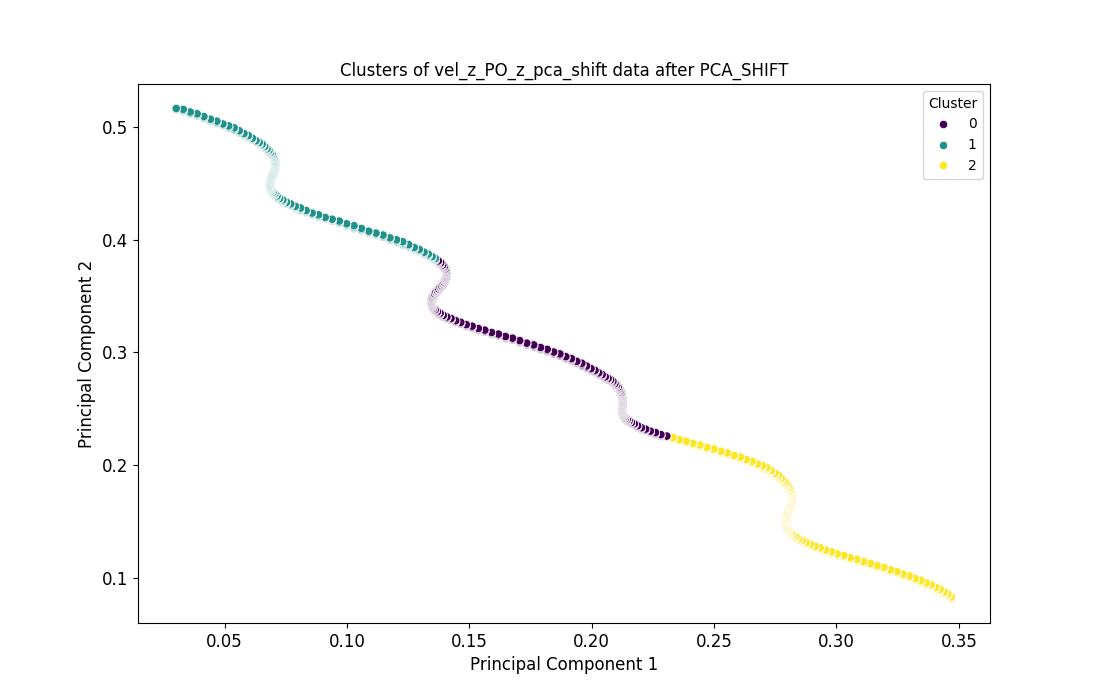 Clusters of vel_z_PO_z_pca_shift data after PCA_SHIFT
Cluster
0
1
2
Principal Component 2
0.5
0.4
0.3
0.2
0.1
0.05 0.10 0.15 0.20 0.25 0.30 0.35
Principal Component 1